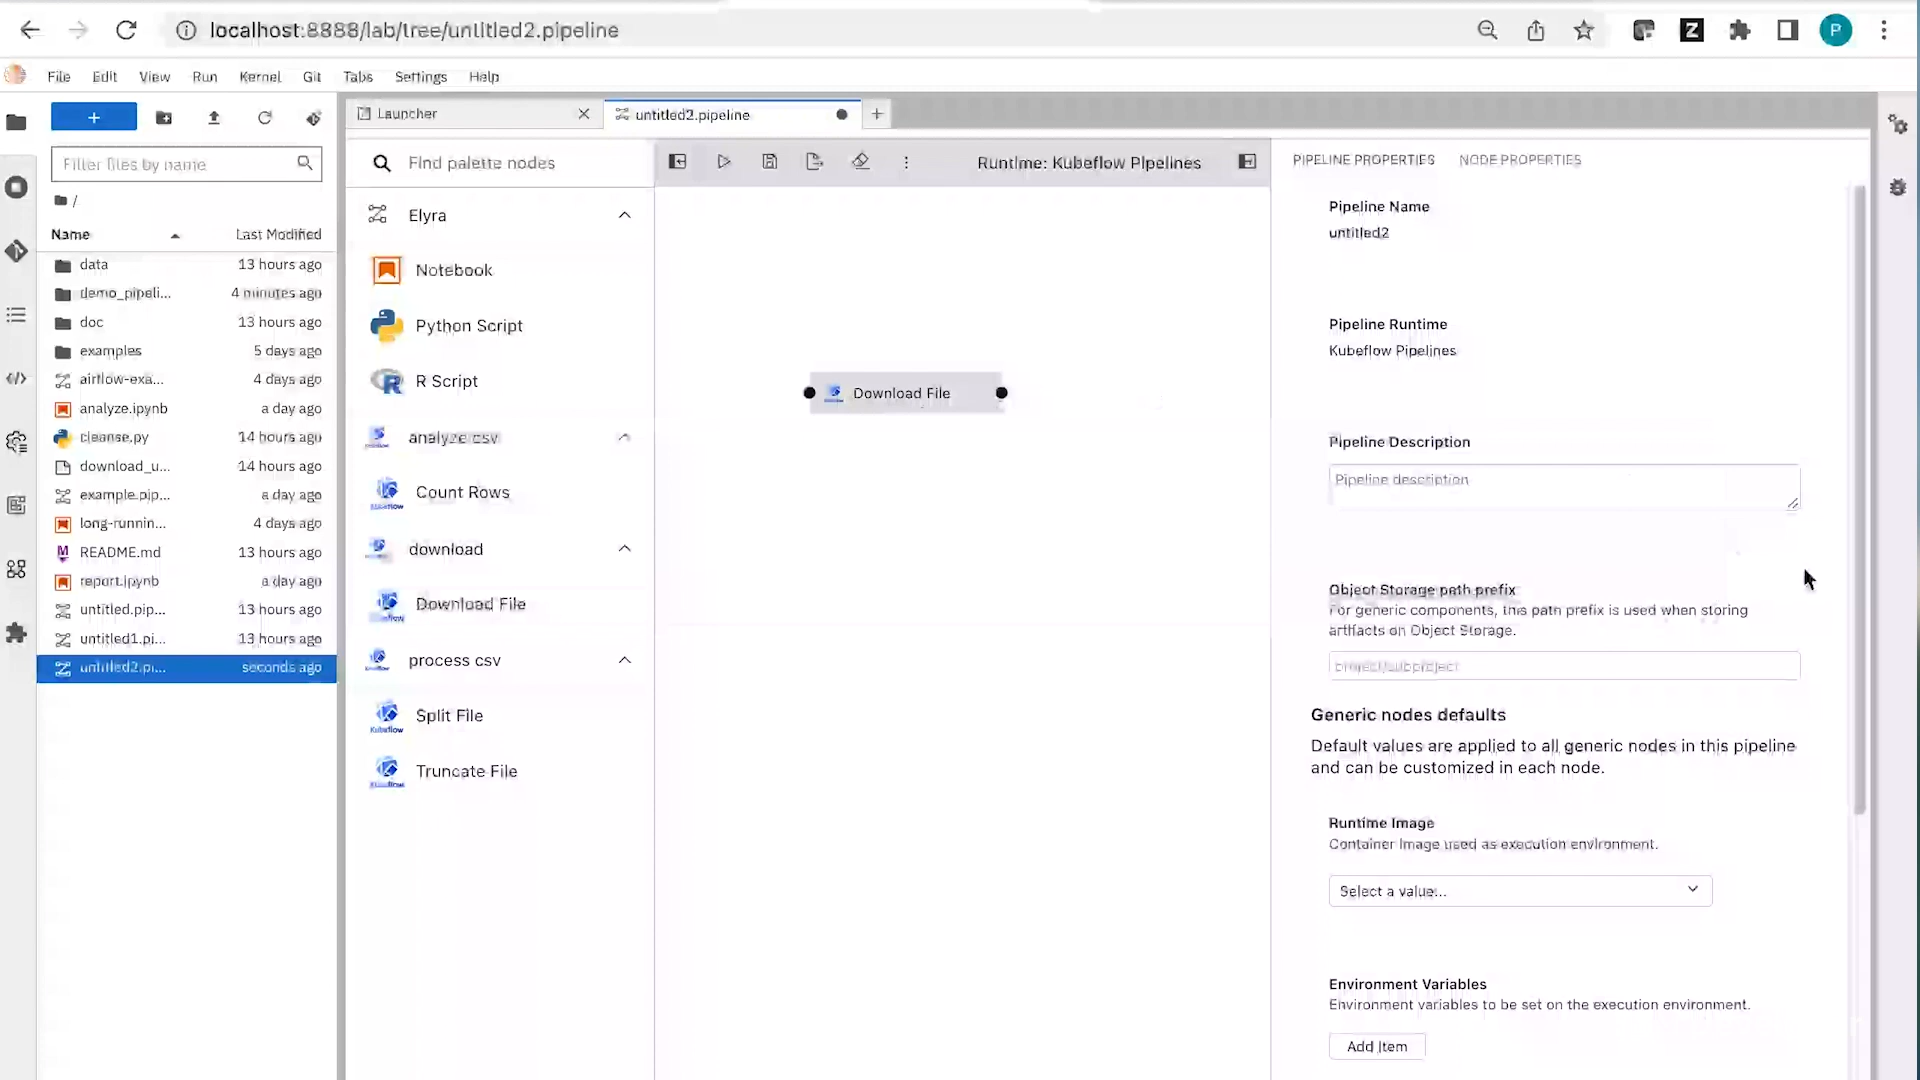 localhost:8888/lab/tree/untitled2.pipeline
P
File Edit View Run Kernel Git Tabs Settings Help
Launcher
untitled2.pipeline
Filter files by name
/
Name Last Modified
data 13 hours ago
demo_pipeli... 4 minutes ago
doc 13 hours ago
examples 5 days ago
airflow-exa... 4 days ago
analyze.ipynb a day ago
cleanse.py 14 hours ago
download_u... 14 hours ago
example.pip... a day ago
long-runnin... 4 days ago
README.md 13 hours ago
report.ipynb a day ago
untitled.pip... 13 hours ago
untitled1.pi... 13 hours ago
untitled2.pi... seconds ago
Find palette nodes
Elyra
Notebook
Python Script
R Script
analyze csv
Count Rows
download
Download File
process csv
Split File
Truncate File
Runtime: Kubeflow Pipelines
Download File
PIPELINE PROPERTIES NODE PROPERTIES
Pipeline Name
untitled2
Pipeline Runtime
Kubeflow Pipelines
Pipeline Description
Pipeline description
Object Storage path prefix
For generic components, this path prefix is used when storing
artifacts on Object Storage.
project/subproject
Generic nodes defaults
Default values are applied to all generic nodes in this pipeline
and can be customized in each node.
Runtime Image
Container Image used as execution environment.
Select a value...
Environment Variables
Environment variables to be set on the execution environment.
Add Item